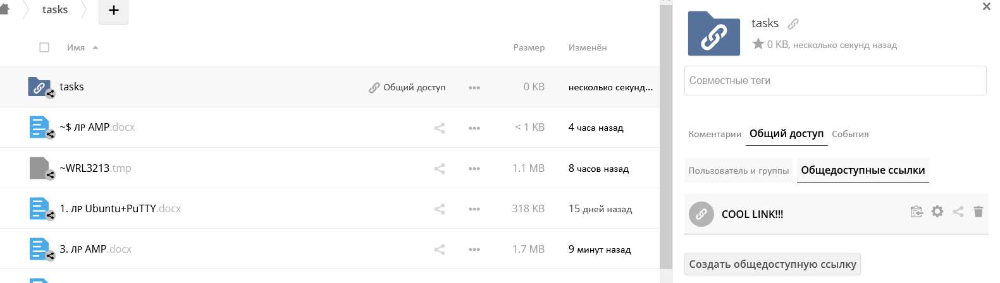 tasks
+
Имя Размер Изменён
tasks Общий доступ ••• 0 KB несколько секунд...
~$ лр AMP.docx ••• < 1 KB 4 часа назад
~WRL3213.tmp ••• 1.1 MB 8 часов назад
1. лр Ubuntu+PuTTY.docx ••• 318 KB 15 дней назад
3. лр AMP.docx ••• 1.7 MB 9 минут назад
tasks
0 KB, несколько секунд назад
Совместные теги
Коментарии Общий доступ События
Пользователь и группы Общедоступные ссылки
COOL LINK!!!
Создать общедоступную ссылку